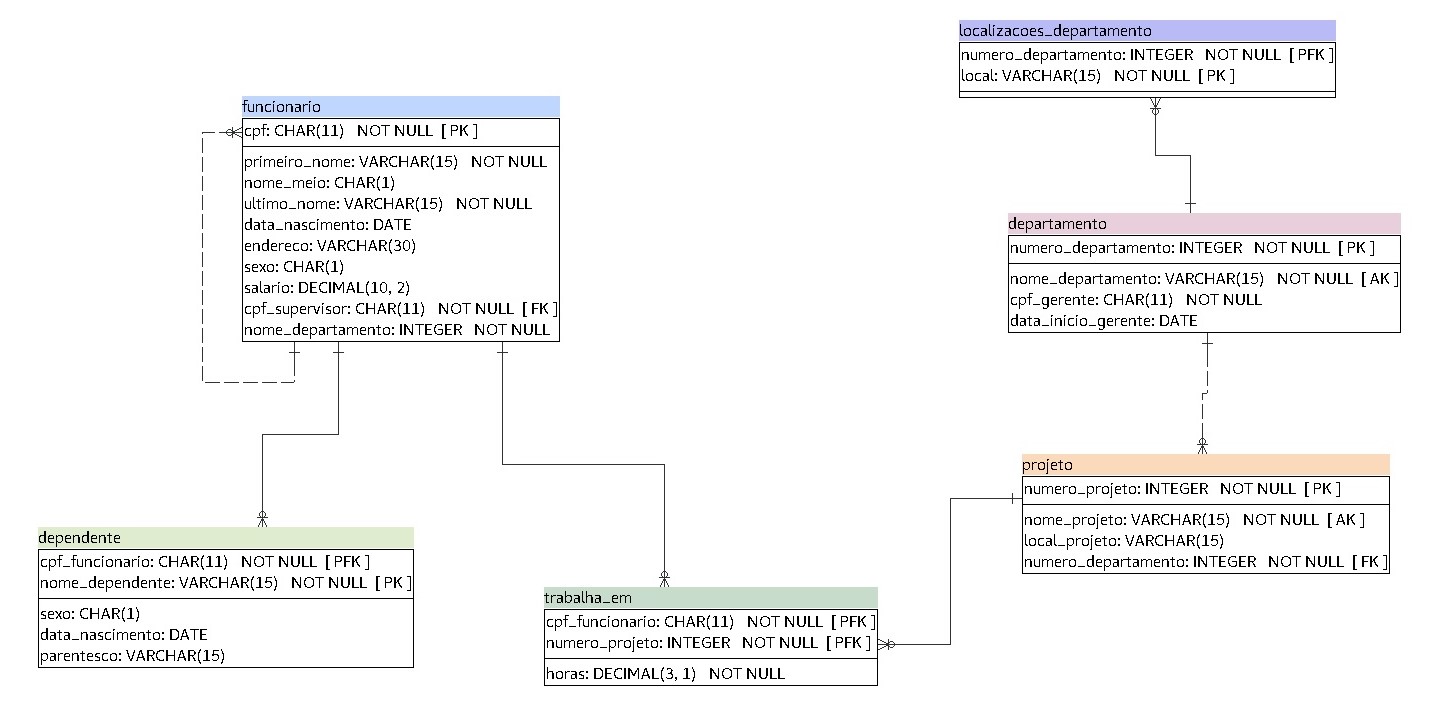 localizacoes_departamento
numero_departamento: INTEGER NOT NULL [ PFK ]
local: VARCHAR(15) NOT NULL [ PK ]
funcionario
cpf: CHAR(11) NOT NULL [ PK ]
primeiro_nome: VARCHAR(15) NOT NULL
nome_meio: CHAR(1)
ultimo_nome: VARCHAR(15) NOT NULL
data_nascimento: DATE
endereco: VARCHAR(30)
sexo: CHAR(1)
salario: DECIMAL(10, 2)
cpf_supervisor: CHAR(11) NOT NULL [ FK ]
nome_departamento: INTEGER NOT NULL
departamento
numero_departamento: INTEGER NOT NULL [ PK ]
nome_departamento: VARCHAR(15) NOT NULL [ AK ]
cpf_gerente: CHAR(11) NOT NULL
data_inicio_gerente: DATE
projeto
numero_projeto: INTEGER NOT NULL [ PK ]
nome_projeto: VARCHAR(15) NOT NULL [ AK ]
local_projeto: VARCHAR(15)
numero_departamento: INTEGER NOT NULL [ FK ]
dependente
cpf_funcionario: CHAR(11) NOT NULL [ PFK ]
nome_dependente: VARCHAR(15) NOT NULL [ PK ]
sexo: CHAR(1)
data_nascimento: DATE
parentesco: VARCHAR(15)
trabalha_em
cpf_funcionario: CHAR(11) NOT NULL [ PFK ]
numero_projeto: INTEGER NOT NULL [ PFK ]
horas: DECIMAL(3, 1) NOT NULL